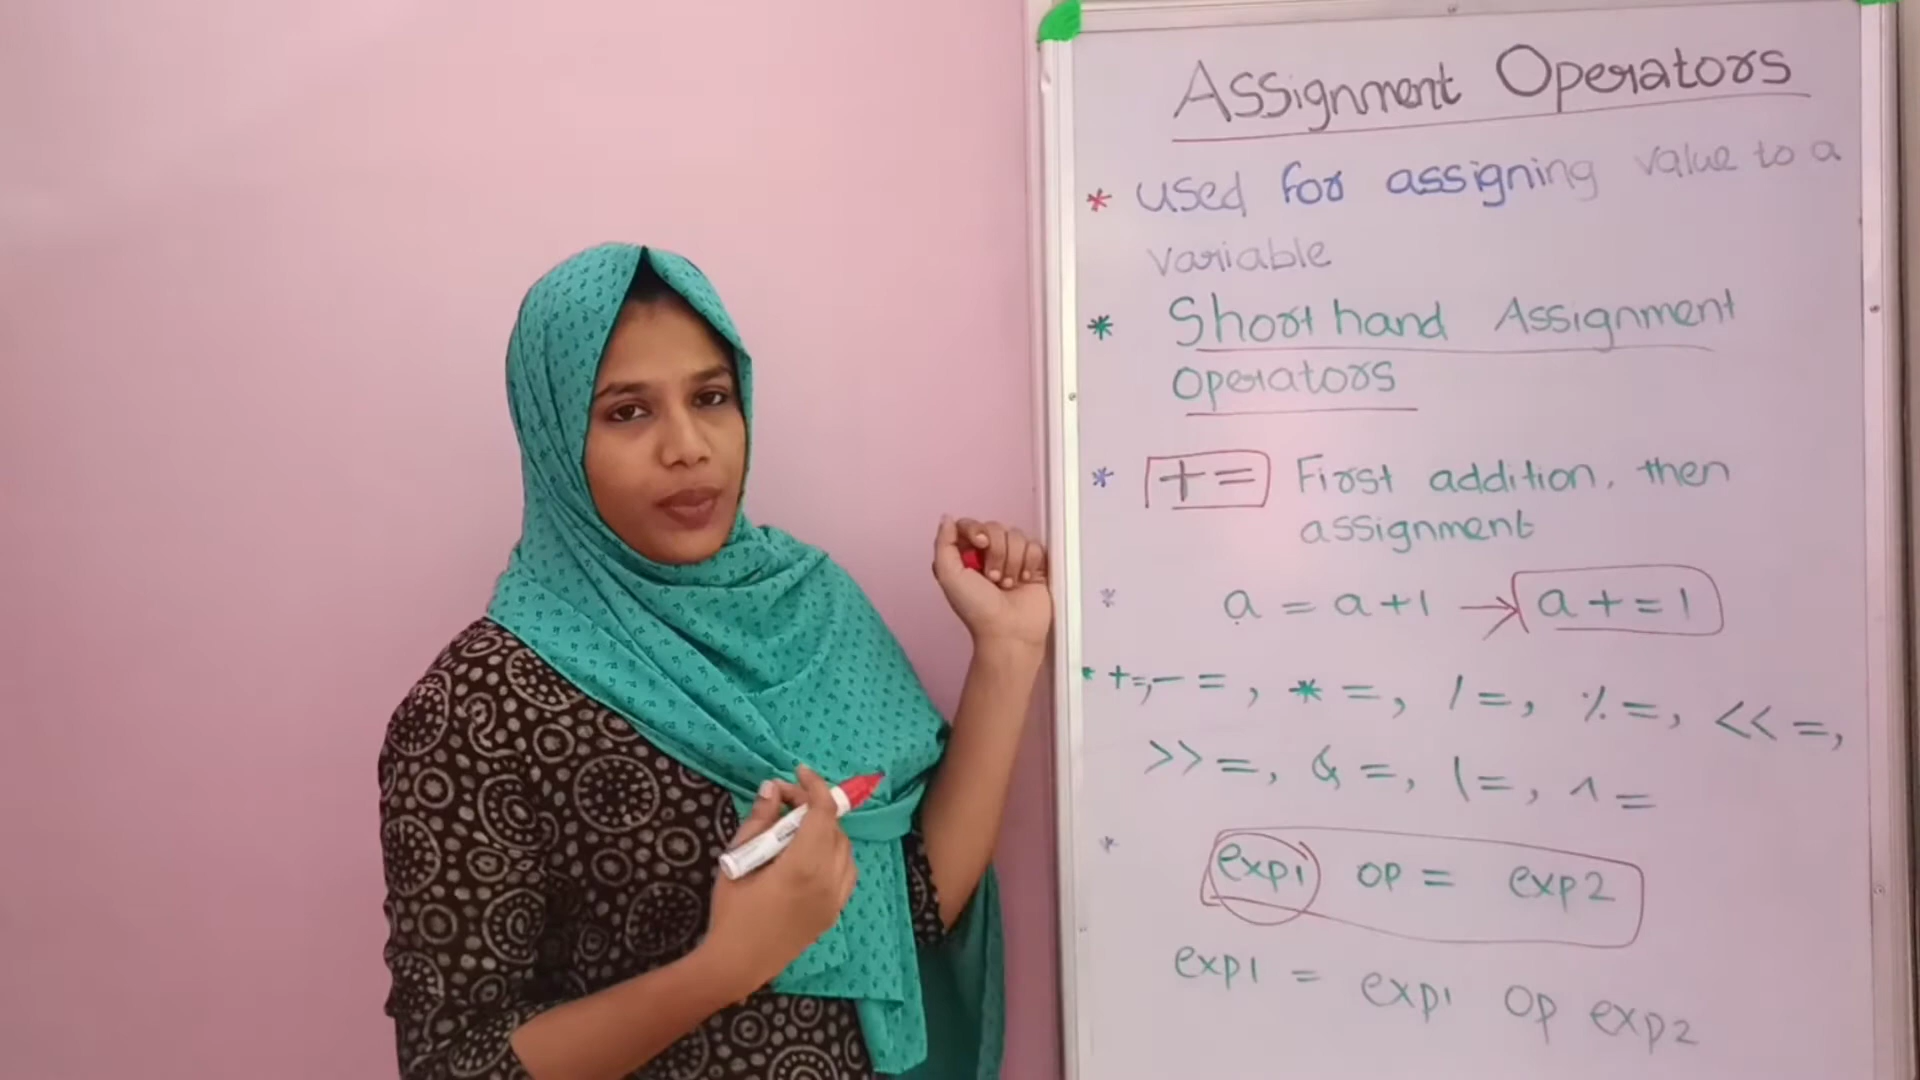 Assignment Operators
* used for assigning value to a
variable
* Short hand Assignment
Operators
* += First addition, then
assignment
* a = a+1 → a+=1
* +=, -=, *=, /=, %=, <<=,
>>=, &=, |=, ^=
* exp1 op= exp2
exp1 = exp1 op exp2